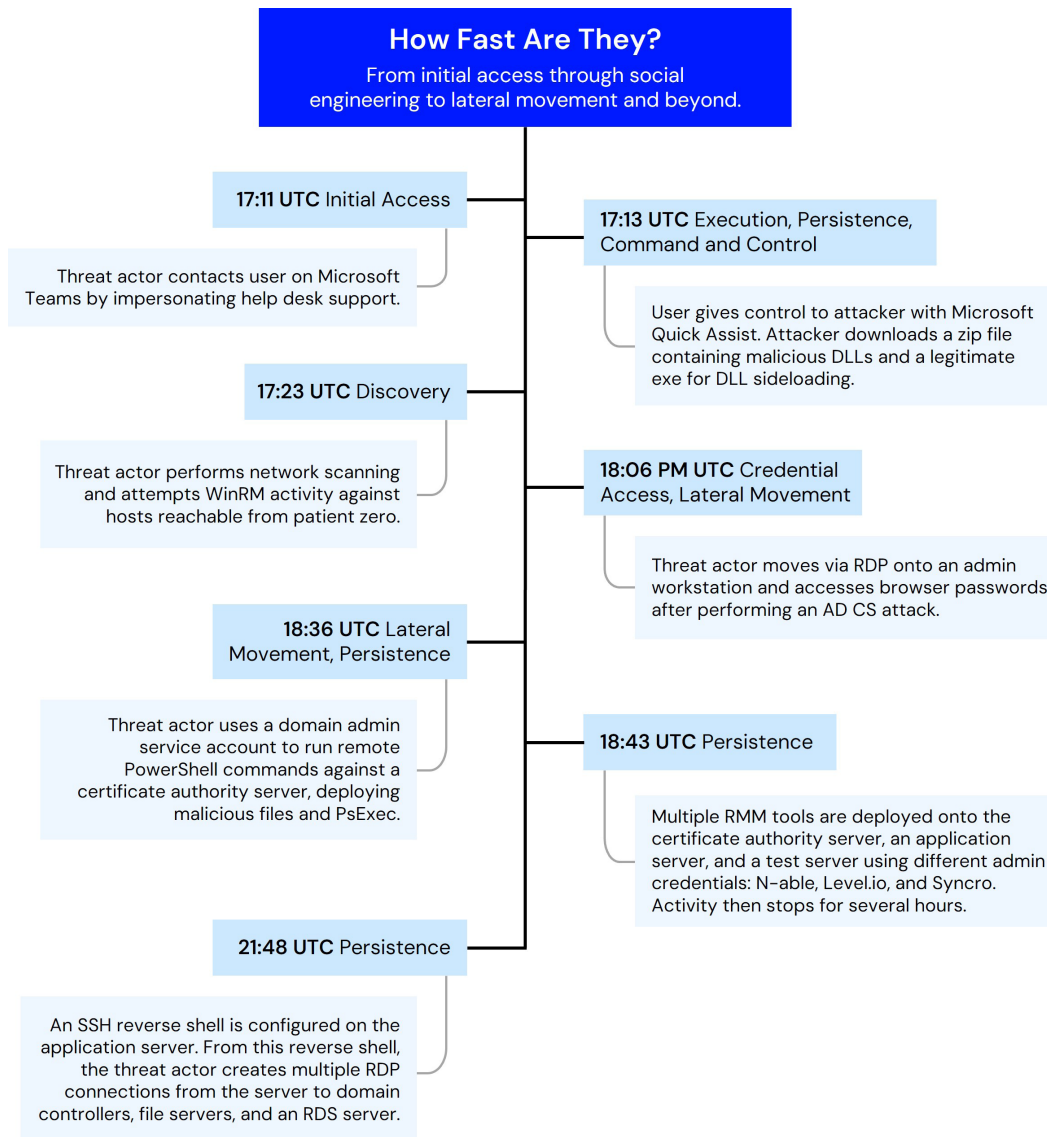 How Fast Are They?
From initial access through social
engineering to lateral movement and beyond.
17:11 UTC Initial Access
Threat actor contacts user on Microsoft
Teams by impersonating help desk support.
17:13 UTC Execution, Persistence,
Command and Control
User gives control to attacker with Microsoft
Quick Assist. Attacker downloads a zip file
containing malicious DLLs and a legitimate
exe for DLL sideloading.
17:23 UTC Discovery
Threat actor performs network scanning
and attempts WinRM activity against
hosts reachable from patient zero.
18:06 PM UTC Credential
Access, Lateral Movement
Threat actor moves via RDP onto an admin
workstation and accesses browser passwords
after performing an AD CS attack.
18:36 UTC Lateral
Movement, Persistence
Threat actor uses a domain admin
service account to run remote
PowerShell commands against a
certificate authority server, deploying
malicious files and PsExec.
18:43 UTC Persistence
Multiple RMM tools are deployed onto the
certificate authority server, an application
server, and a test server using different admin
credentials: N-able, Level.io, and Syncro.
Activity then stops for several hours.
21:48 UTC Persistence
An SSH reverse shell is configured on the
application server. From this reverse shell,
the threat actor creates multiple RDP
connections from the server to domain
controllers, file servers, and an RDS server.